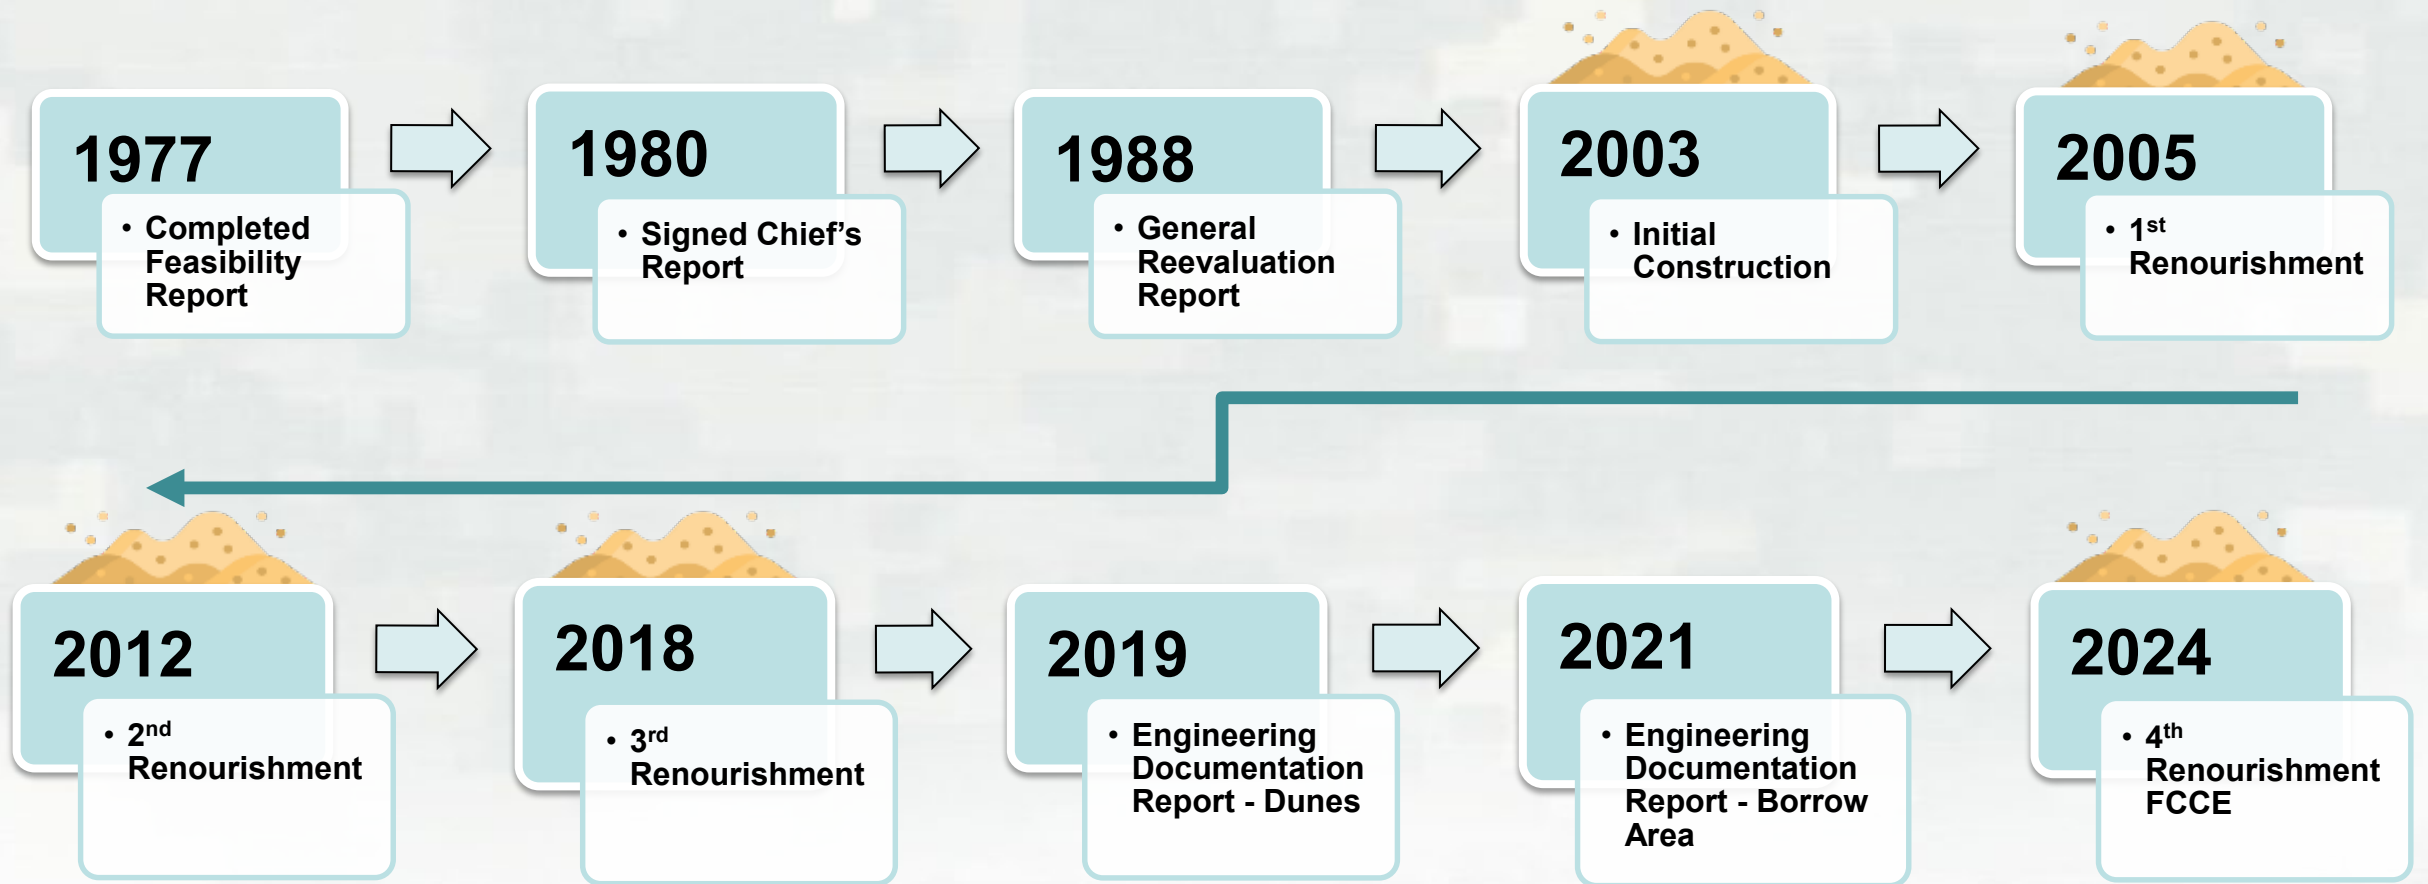 1977
• Completed
Feasibility
Report
1980
• Signed Chief’s
Report
1988
• General
Reevaluation
Report
2003
• Initial
Construction
2005
• 1st
Renourishment
2012
• 2nd
Renourishment
2018
• 3rd
Renourishment
2019
• Engineering
Documentation
Report - Dunes
2021
• Engineering
Documentation
Report - Borrow
Area
2024
• 4th
Renourishment
FCCE